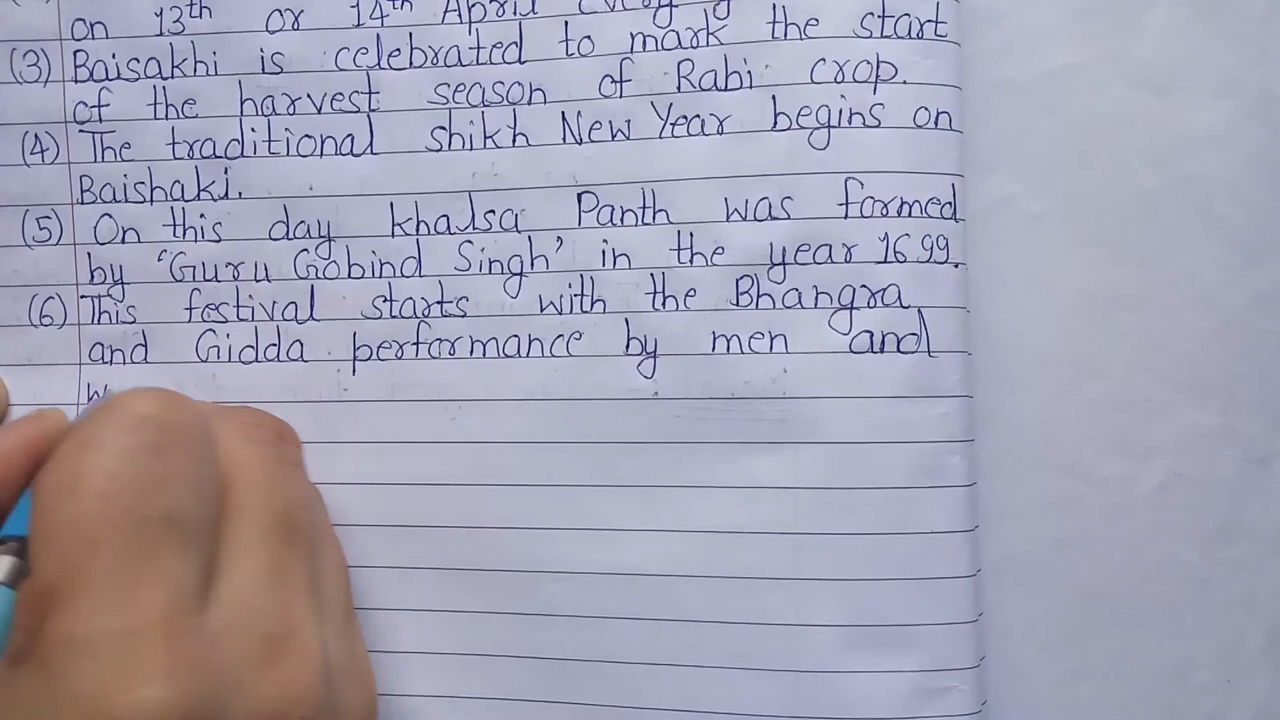 on 13th or 14th April
(3) Baisakhi is celebrated to mark the start
of the harvest season of Rabi crop.
(4) The traditional shikh New Year begins on
Baishaki.
(5) On this day khalsa Panth was formed
by 'Guru Gobind Singh' in the year 1699.
(6) This festival starts with the Bhangra
and Gidda performance by men and